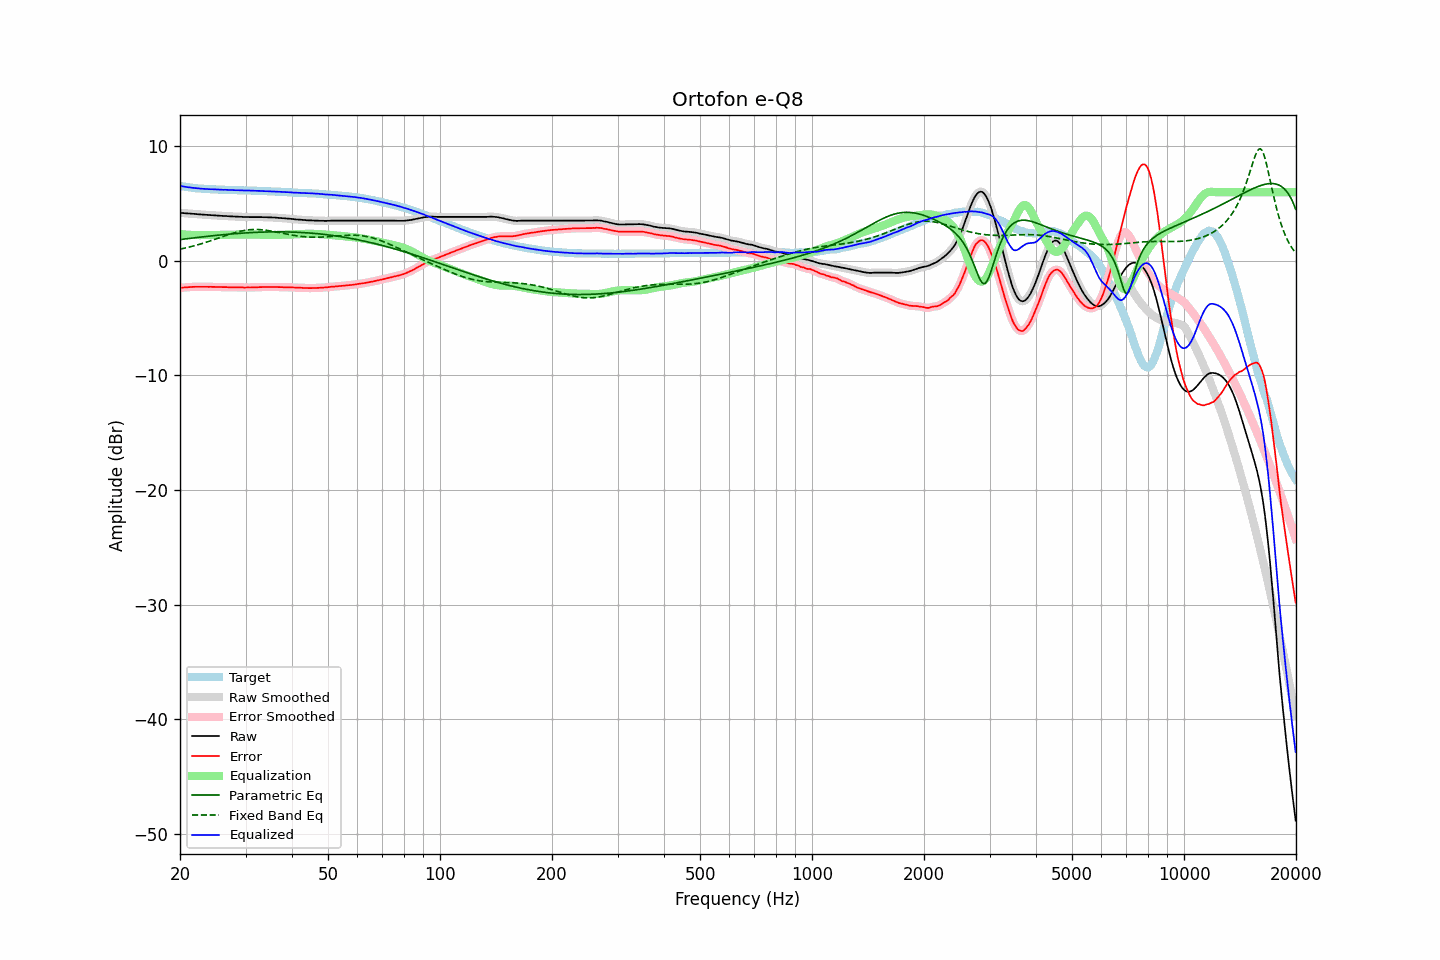 Ortofon e-Q8
10
0
−10
−20
−30
−40
−50
Amplitude (dBr)
Target
Raw Smoothed
Error Smoothed
Raw
Error
Equalization
Parametric Eq
Fixed Band Eq
Equalized
20
50
100
200
500
1000
2000
5000
10000
20000
Frequency (Hz)